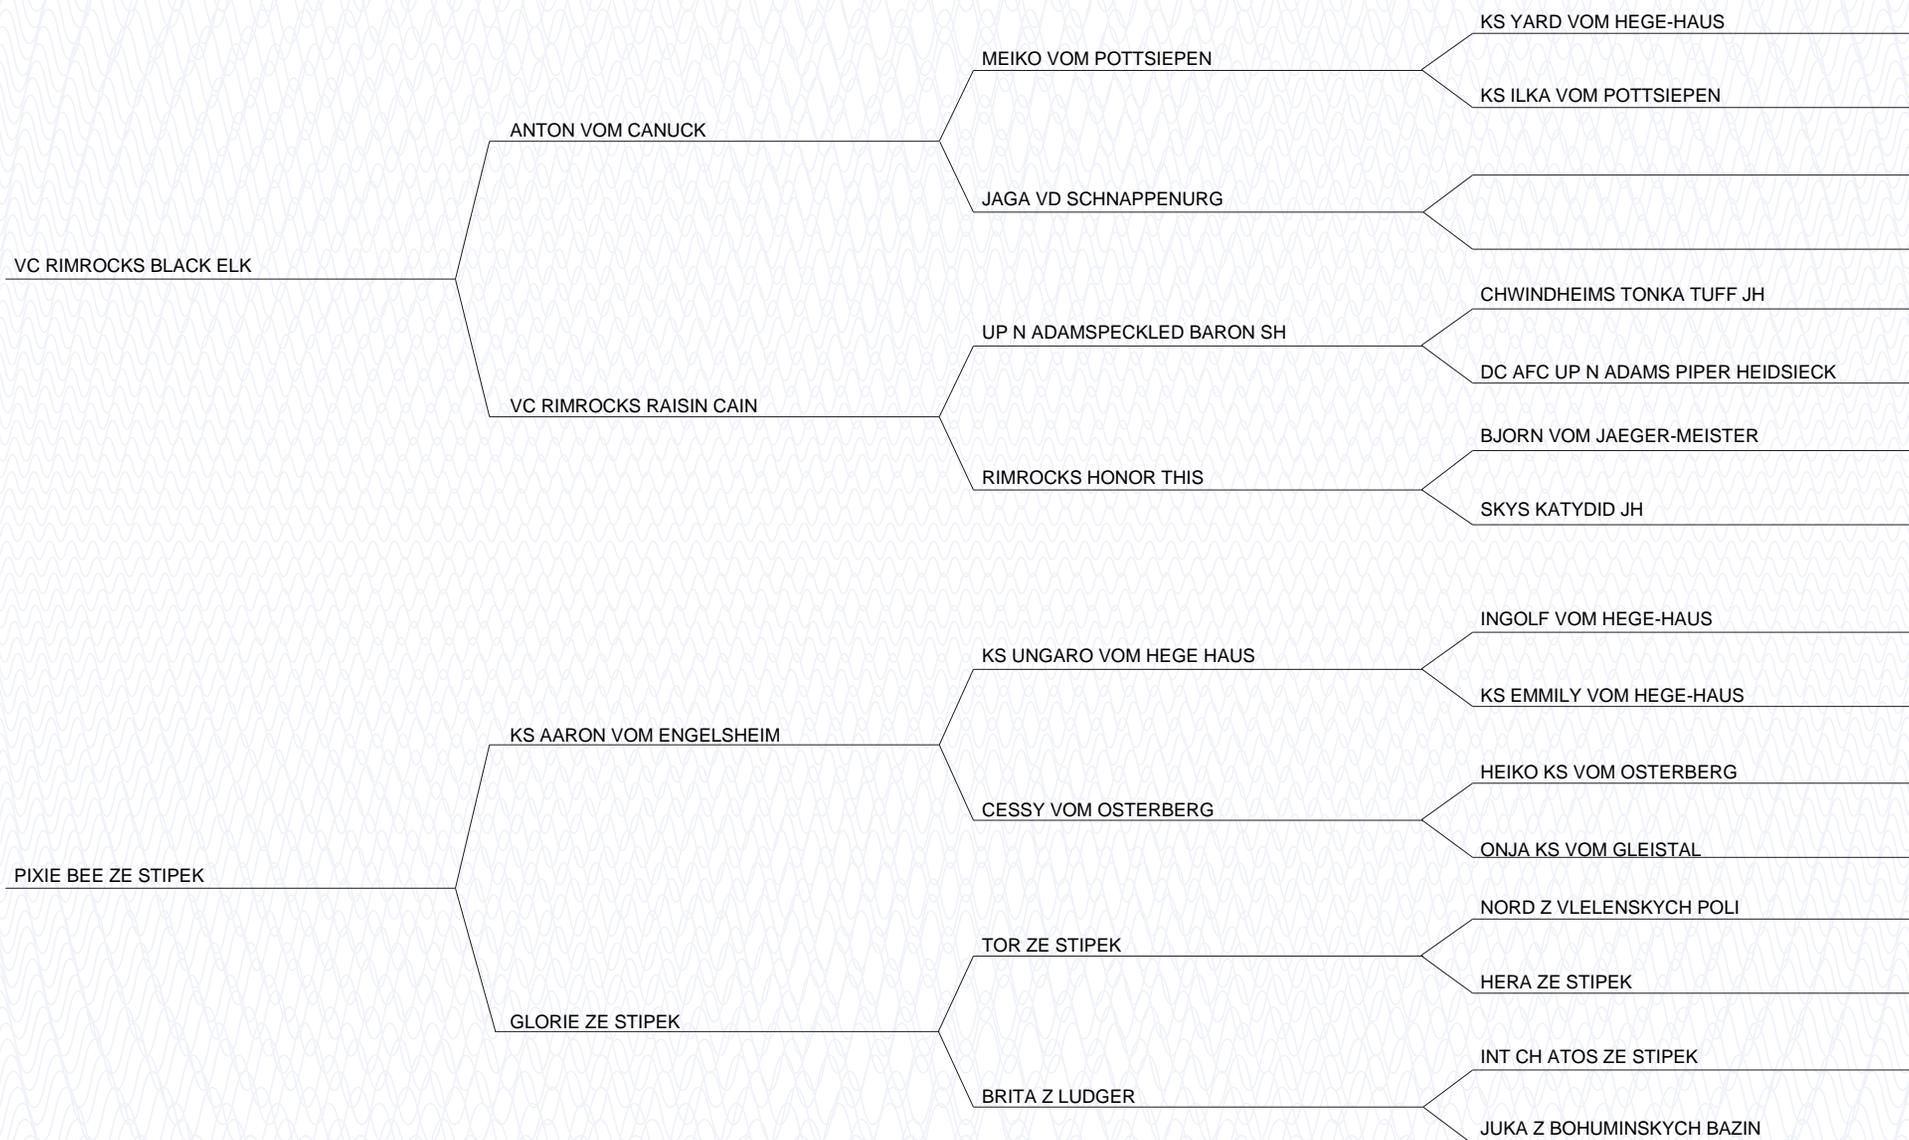 KS YARD VOM HEGE-HAUS
MEIKO VOM POTTSIEPEN
KS ILKA VOM POTTSIEPEN
ANTON VOM CANUCK
JAGA VD SCHNAPPENURG
VC RIMROCKS BLACK ELK
CHWINDHEIMS TONKA TUFF JH
UP N ADAMSPECKLED BARON SH
DC AFC UP N ADAMS PIPER HEIDSIECK
VC RIMROCKS RAISIN CAIN
BJORN VOM JAEGER-MEISTER
RIMROCKS HONOR THIS
SKYS KATYDID JH
INGOLF VOM HEGE-HAUS
KS UNGARO VOM HEGE HAUS
KS EMMILY VOM HEGE-HAUS
KS AARON VOM ENGELSHEIM
HEIKO KS VOM OSTERBERG
CESSY VOM OSTERBERG
ONJA KS VOM GLEISTAL
PIXIE BEE ZE STIPEK
NORD Z VLELENSKYCH POLI
TOR ZE STIPEK
HERA ZE STIPEK
GLORIE ZE STIPEK
INT CH ATOS ZE STIPEK
BRITA Z LUDGER
JUKA Z BOHUMINSKYCH BAZIN